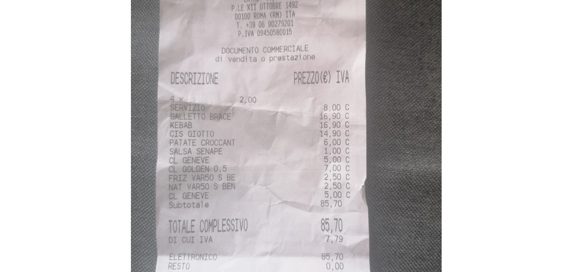 P.LE XII OTTOBRE 1492
00100 ROMA (RM) ITA
T. +39 06 90279201
P.IVA 09450580015
DOCUMENTO COMMERCIALE
di vendita o prestazione
DESCRIZIONE PREZZO(€) IVA
4 x 2,00
SERVIZIO 8,00 C
GALLETTO BRACE 16,90 C
KEBAB 16,90 C
CIS GIOTTO 14,90 C
PATATE CROCCANT 6,00 C
SALSA SENAPE 1,00 C
CL GENEVE 5,00 C
CL GOLDEN 0,5 7,00 C
FRIZ VAR50 S BE 2,50 C
NAT VAR50 S BEN 2,50 C
CL GENEVE 5,00 C
Subtotale 85,70
TOTALE COMPLESSIVO 85,70
DI CUI IVA 7,79
ELETTRONICO 85,70
RESTO 0,00